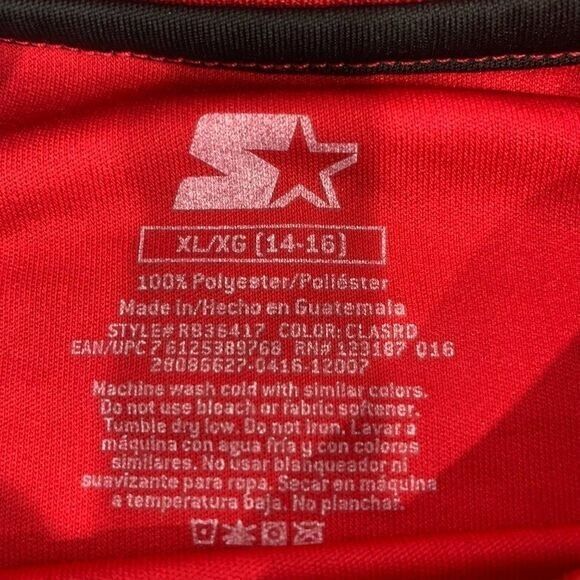 XL/XG (14-16)
100% Polyester/Poliéster
Made in/Hecho en Guatemala
STYLE# RB36417 COLOR: CLASRD
EAN/UPC 7 6125389768 RN# 123187 016
28086627-0416-12007
Machine wash cold with similar colors.
Do not use bleach or fabric softener.
Tumble dry low. Do not iron. Lavar a
máquina con agua fría y con colores
similares. No usar blanqueador ni
suavizante para ropa. Secar en máquina
a temperatura baja. No planchar.